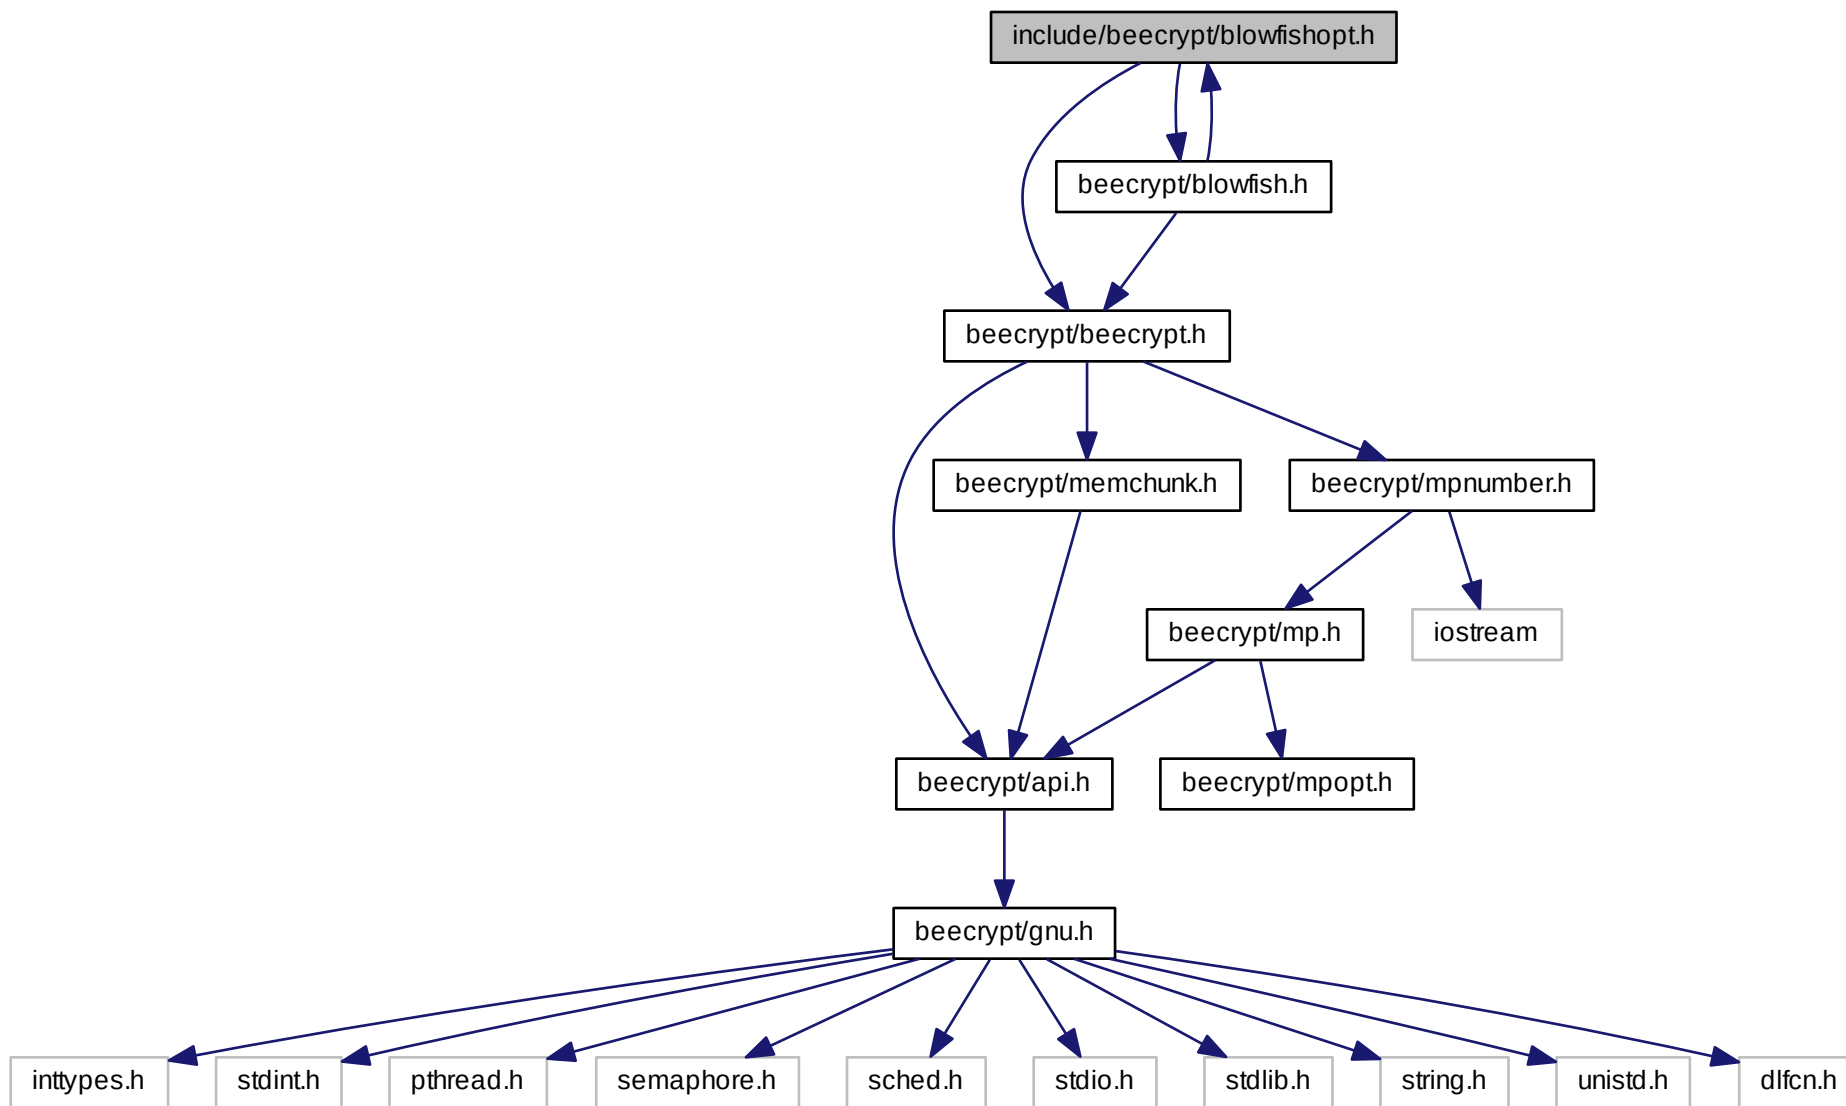 include/beecrypt/blowfishopt.h
beecrypt/blowfish.h
beecrypt/beecrypt.h
beecrypt/memchunk.h
beecrypt/mpnumber.h
beecrypt/mp.h
iostream
beecrypt/api.h
beecrypt/mpopt.h
beecrypt/gnu.h
inttypes.h
stdint.h
pthread.h
semaphore.h
sched.h
stdio.h
stdlib.h
string.h
unistd.h
dlfcn.h